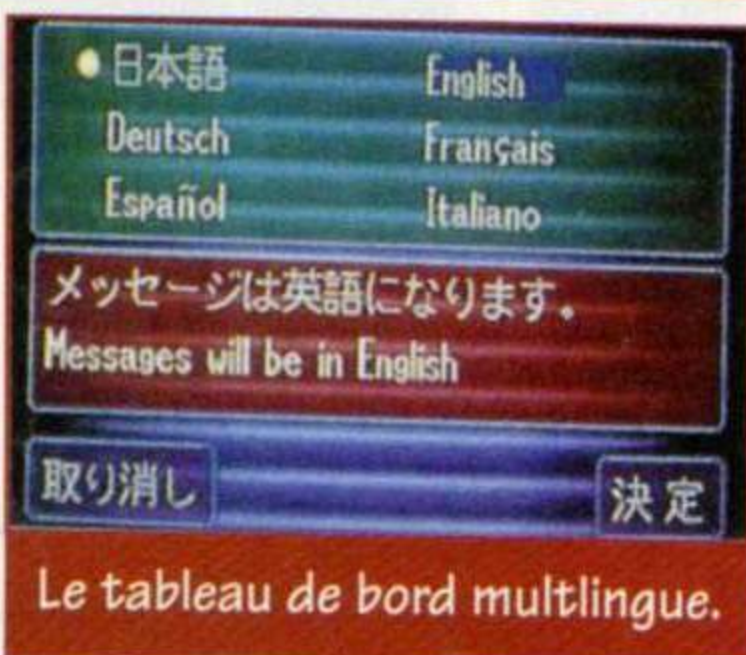 日本語 English
Deutsch Français
Español Italiano
メッセージは英語になります。
Messages will be in English
取り消し 決定
Le tableau de bord multlingue.